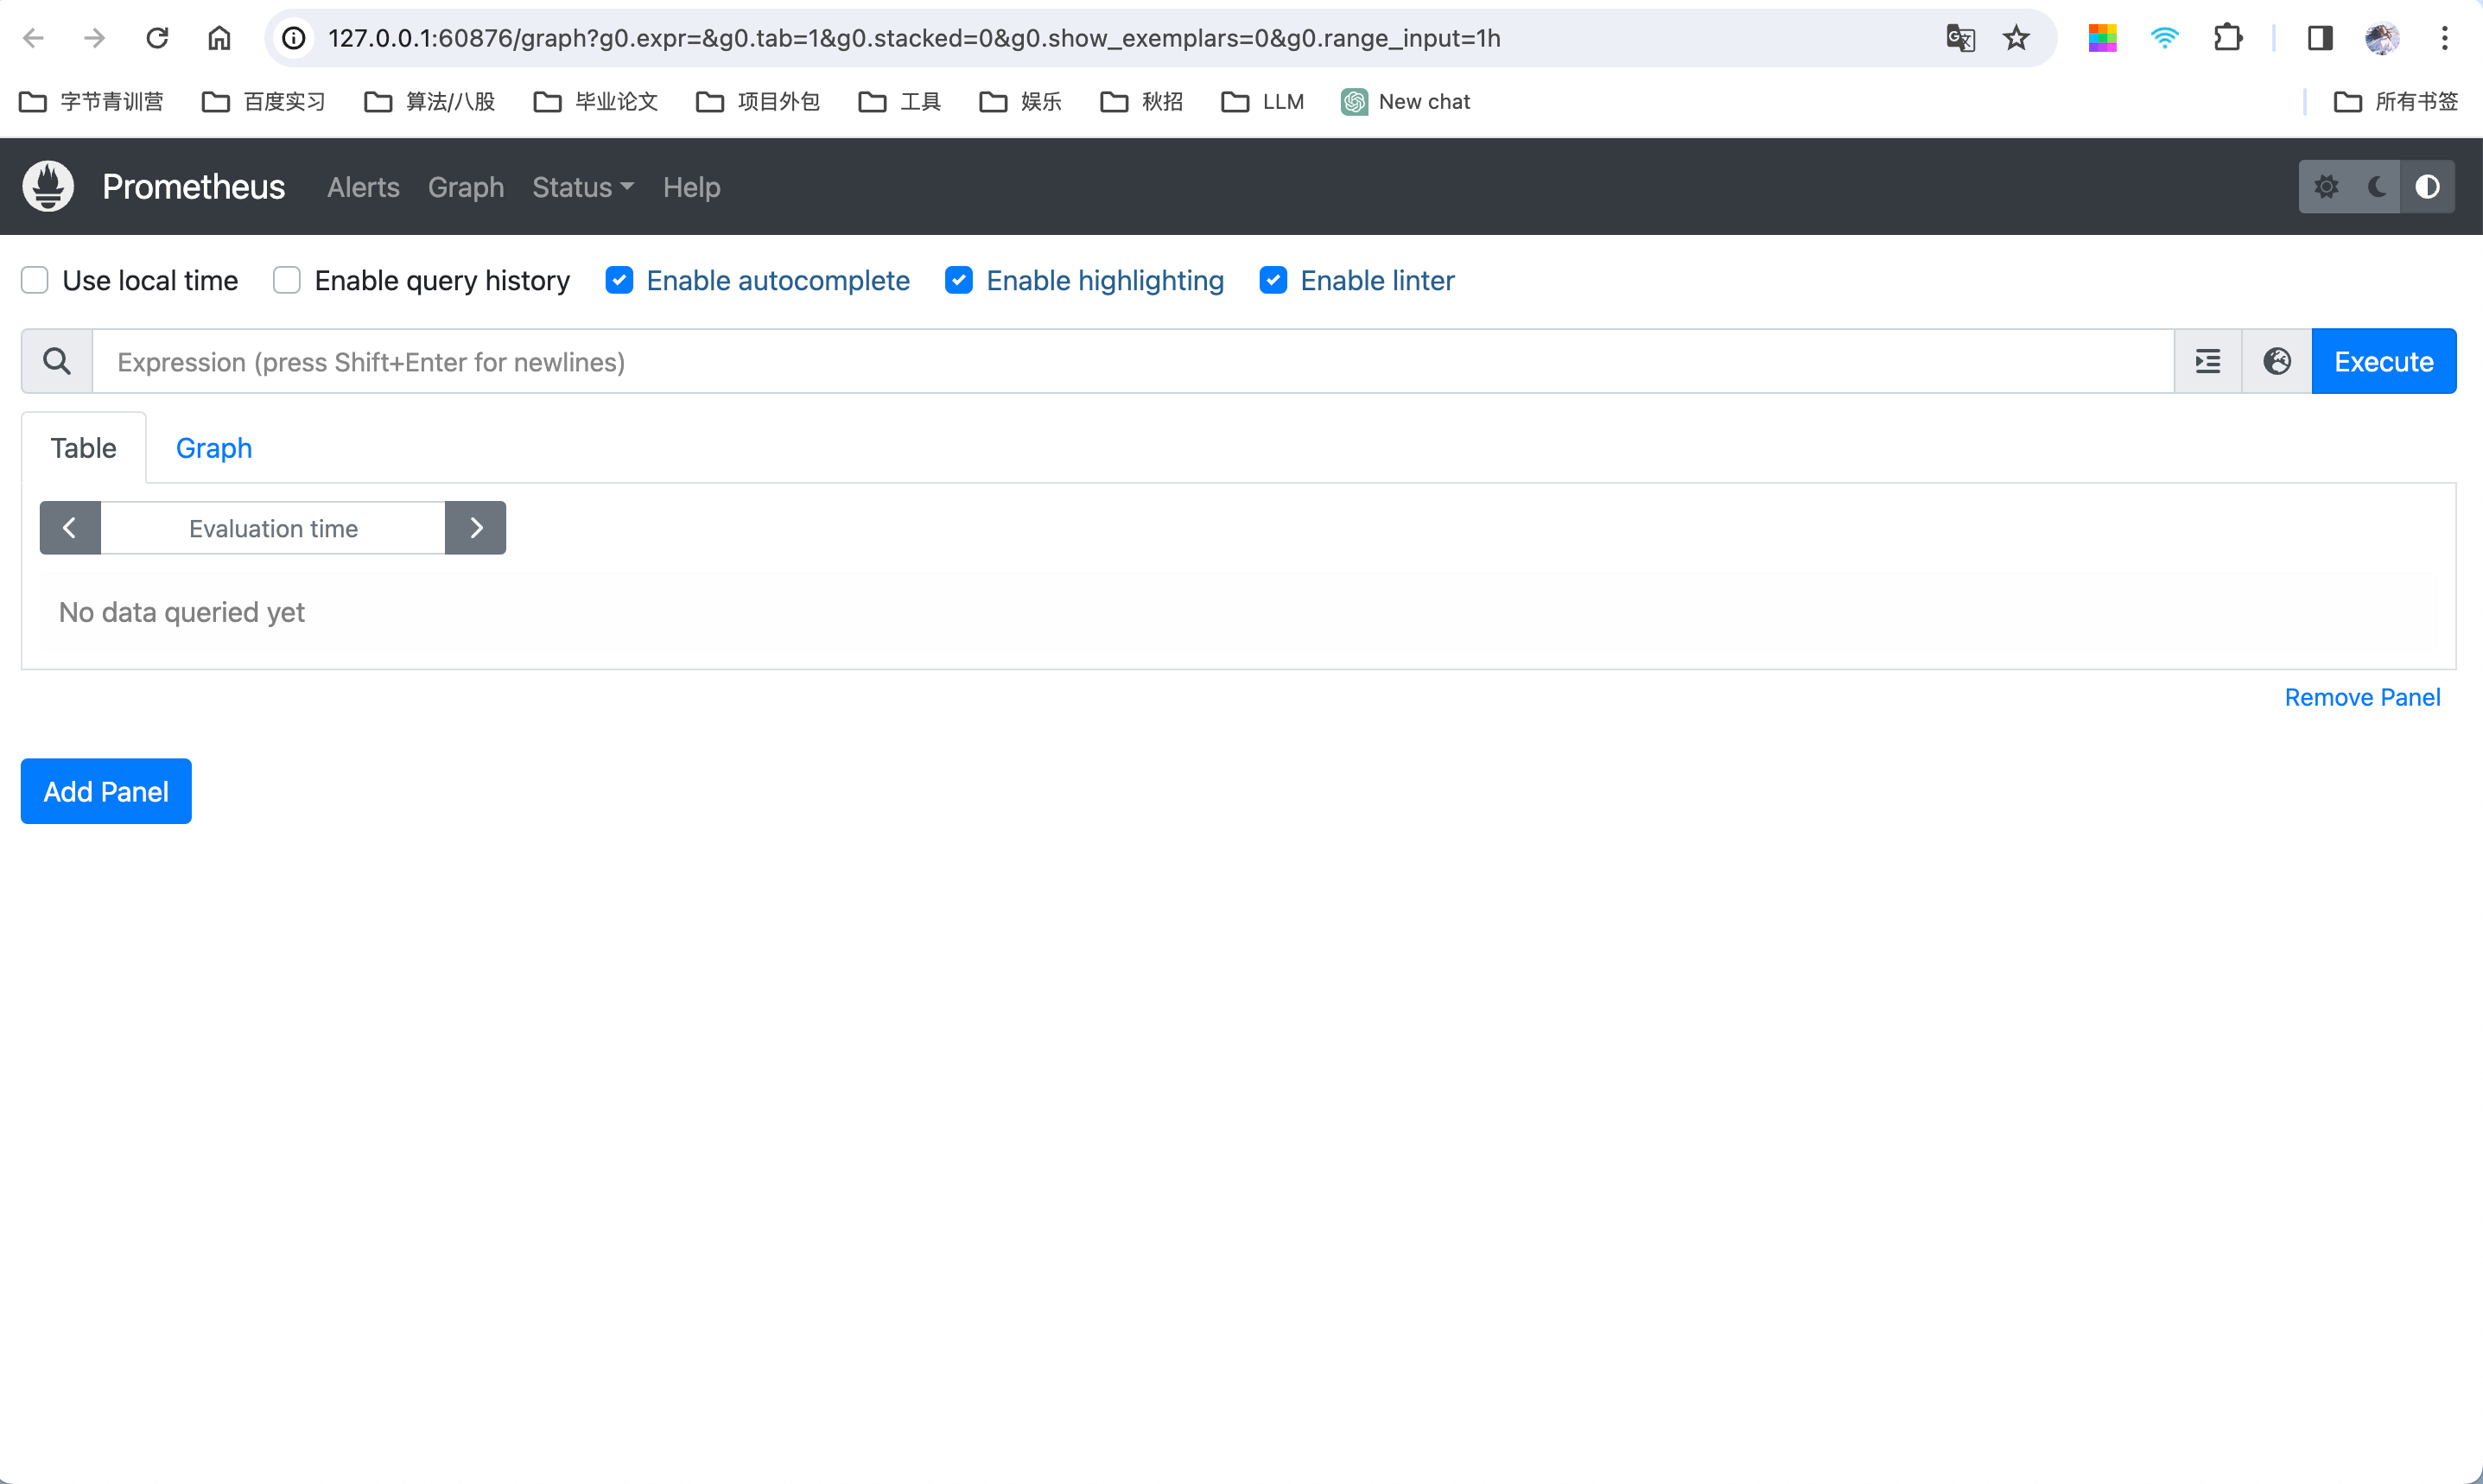 127.0.0.1:60876/graph?g0.expr=&g0.tab=1&g0.stacked=0&g0.show_exemplars=0&g0.range_input=1h
字节青训营 百度实习 算法/八股 毕业论文 项目外包 工具 娱乐 秋招 LLM New chat 所有书签
Prometheus Alerts Graph Status Help
Use local time Enable query history Enable autocomplete Enable highlighting Enable linter
Expression (press Shift+Enter for newlines) Execute
Table Graph
Evaluation time
No data queried yet
Remove Panel
Add Panel